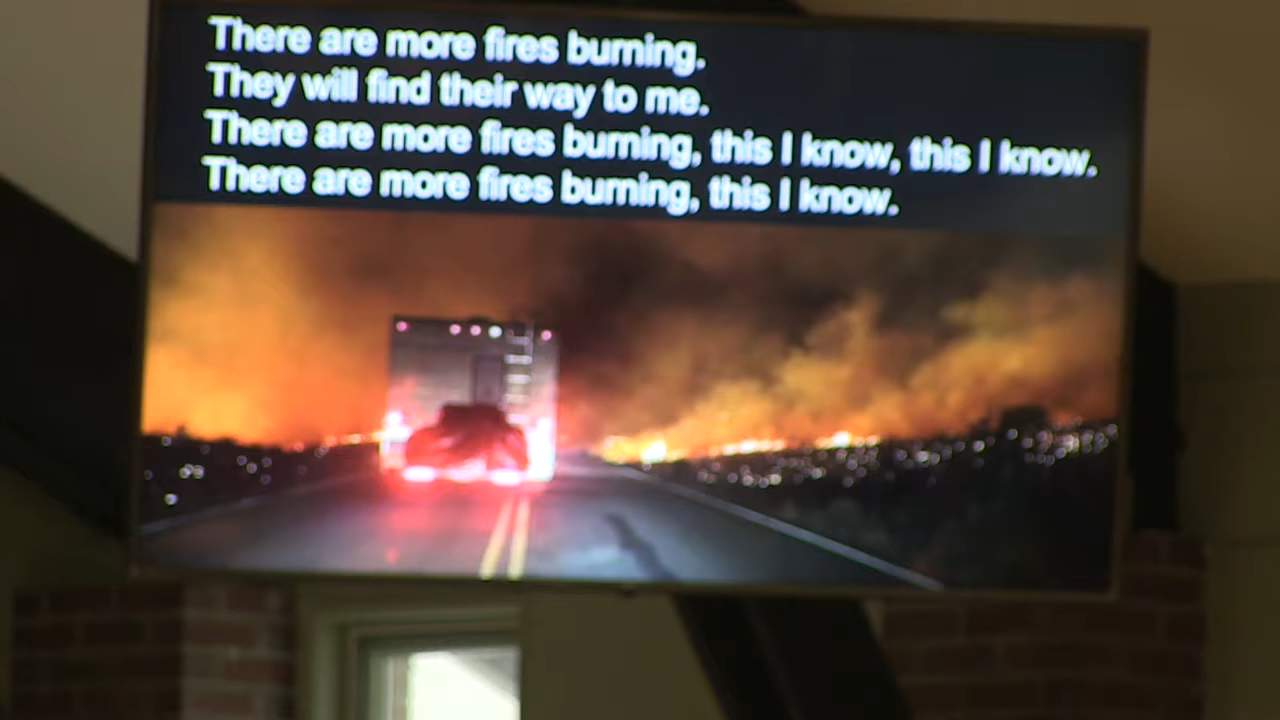 There are more fires burning.
They will find their way to me.
There are more fires burning, this I know, this I know.
There are more fires burning, this I know.